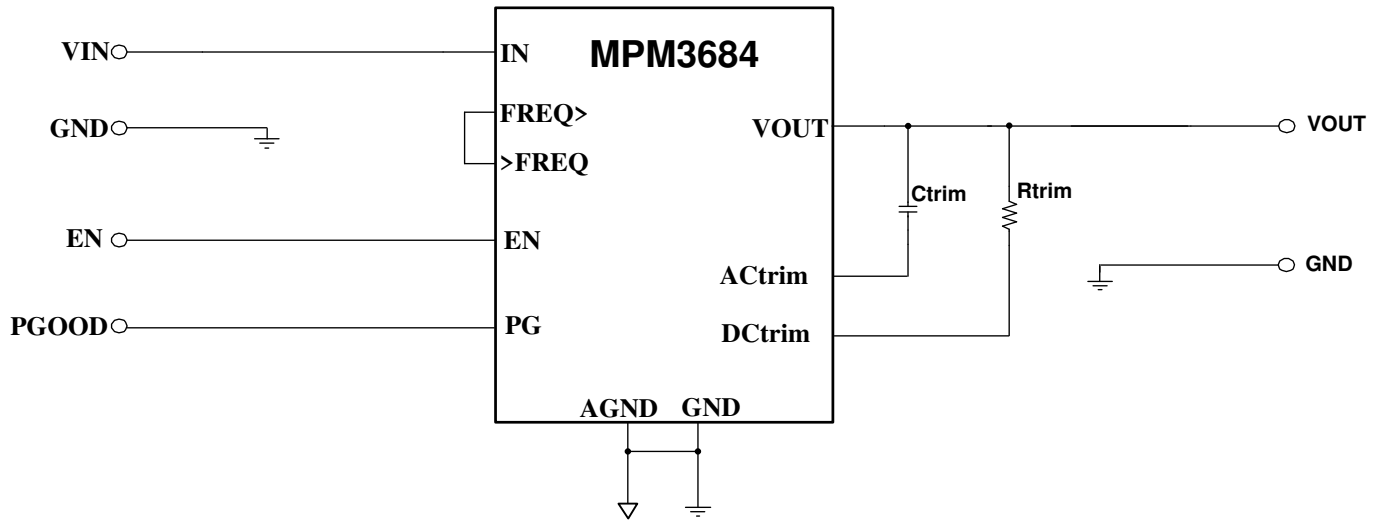 MPM3684
VIN
IN
FREQ>
GND
VOUT
VOUT
>FREQ
Ctrim
Rtrim
EN
EN
ACtrim
GND
PGOOD
PG
DCtrim
AGND
GND